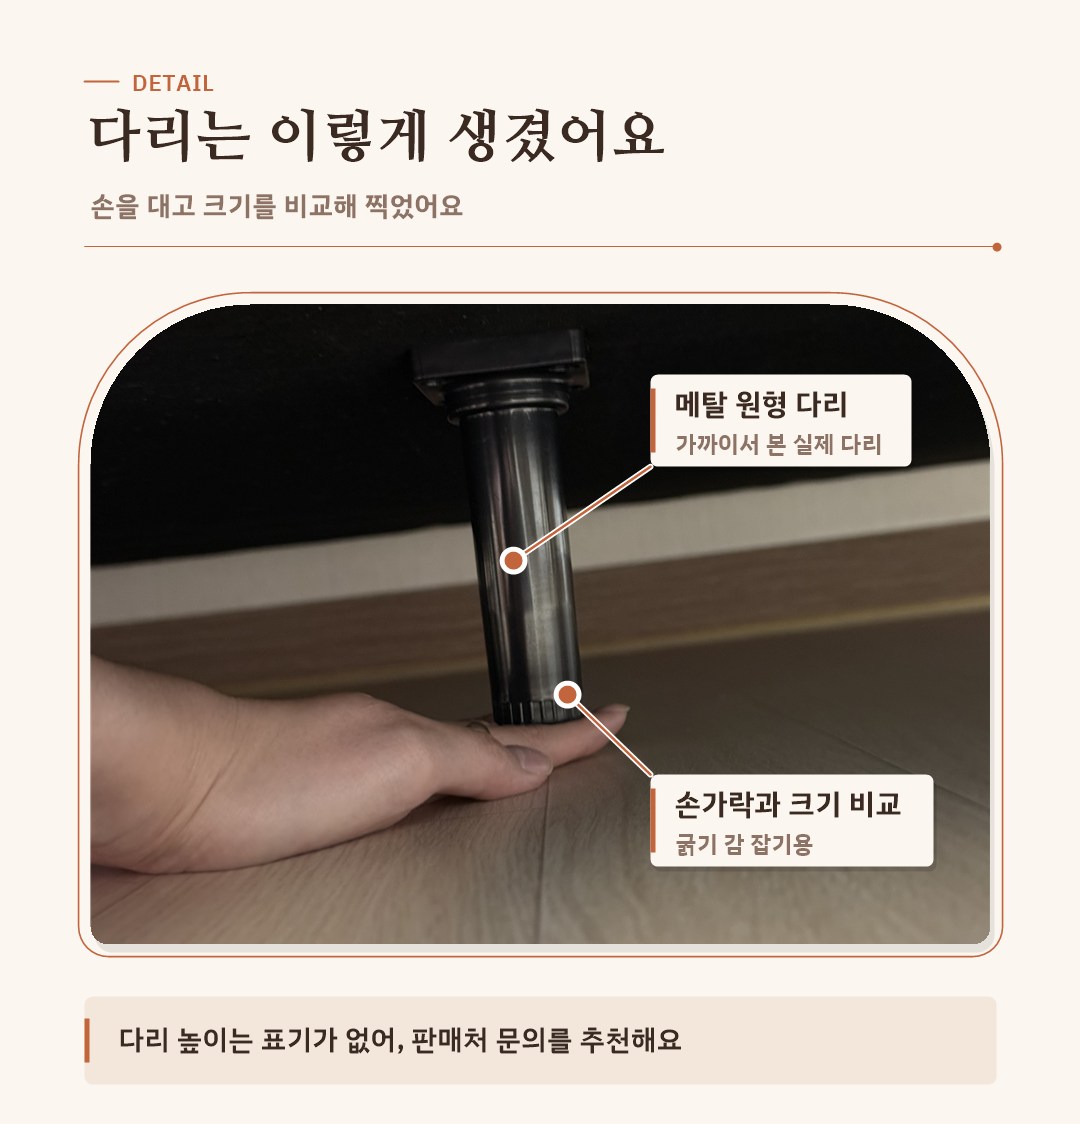 DETAIL
다리는 이렇게 생겼어요
손을 대고 크기를 비교해 찍었어요
메탈 원형 다리
가까이서 본 실제 다리
손가락과 크기 비교
굵기 감 잡기용
다리 높이는 표기가 없어, 판매처 문의를 추천해요